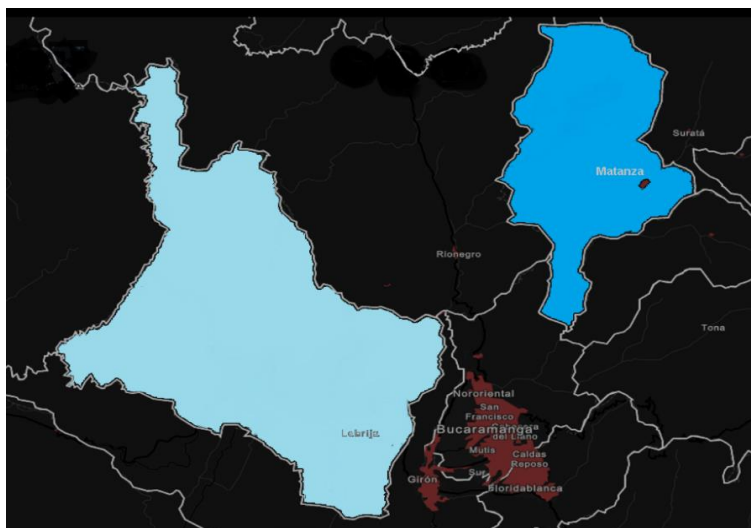 Suratá
Matanza
Rionegro
Tona
Nororiental
San
Francisco
Bucaramanga
del Llano
Mutis
Caldas
Reposo
Sur
Girón
Floridablanca
Lebrija